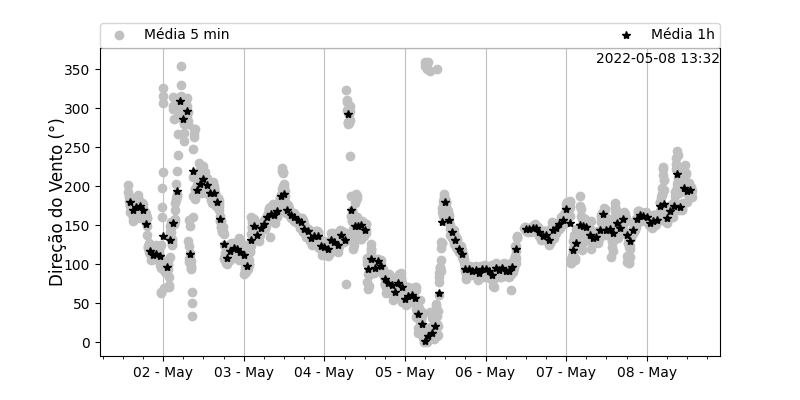 Média 5 min
Média 1h
2022-05-08 13:32
Direção do Vento (°)
350
300
250
200
150
100
50
0
02 - May
03 - May
04 - May
05 - May
06 - May
07 - May
08 - May